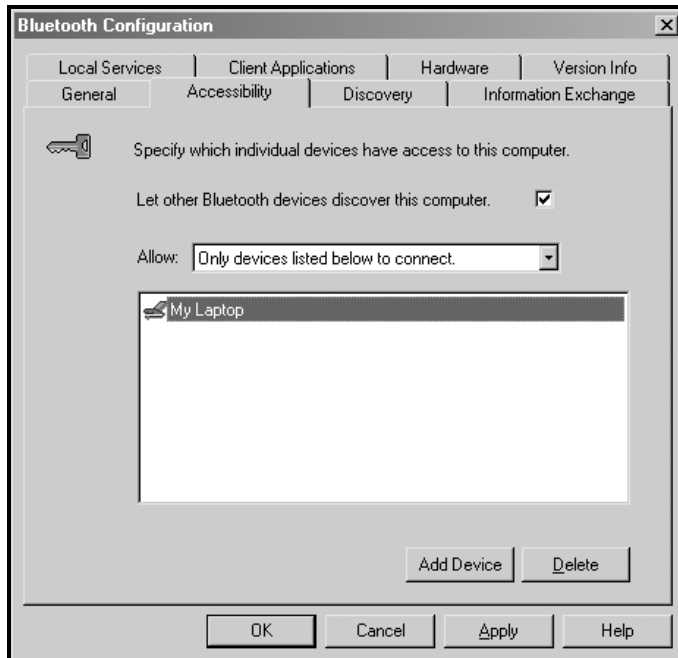 Bluetooth Configuration
Local Services Client Applications Hardware Version Info
General Accessibility Discovery Information Exchange
Specify which individual devices have access to this computer.
Let other Bluetooth devices discover this computer.
Allow: Only devices listed below to connect.
My Laptop
Add Device Delete
OK Cancel Apply Help